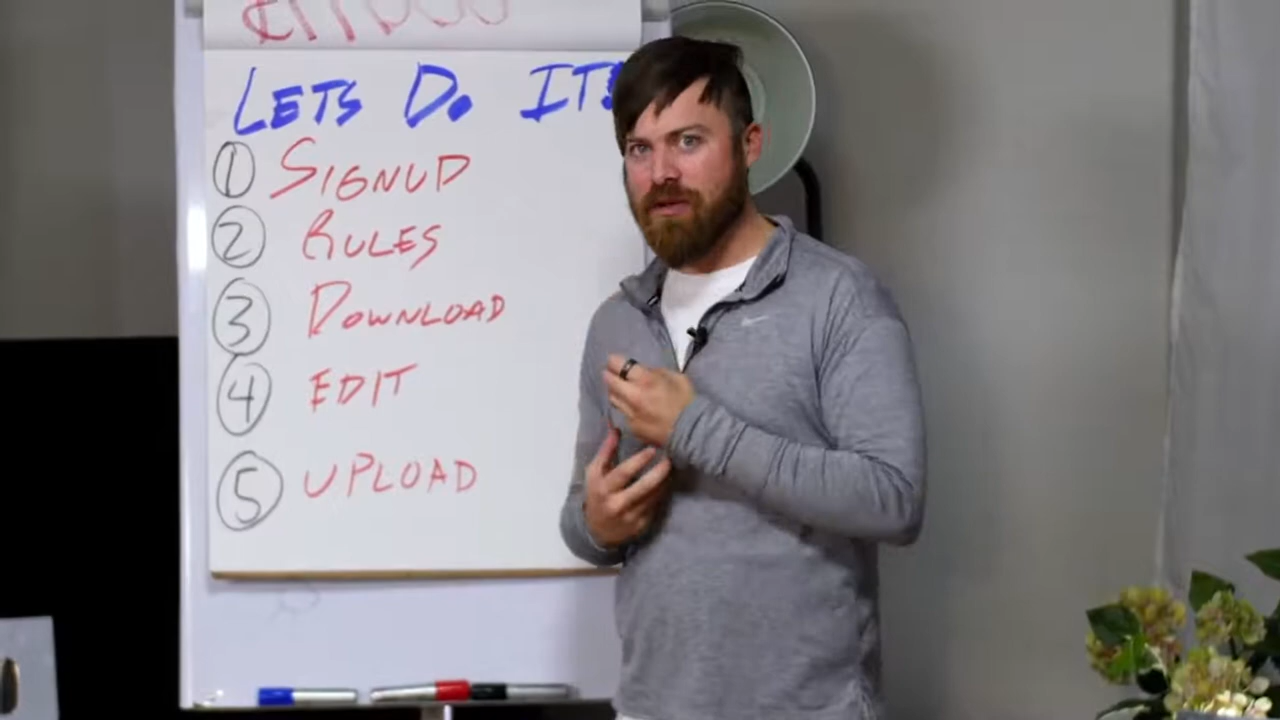 LETS DO IT!
1 SIGNUP
2 RULES
3 DOWNLOAD
4 EDIT
5 UPLOAD